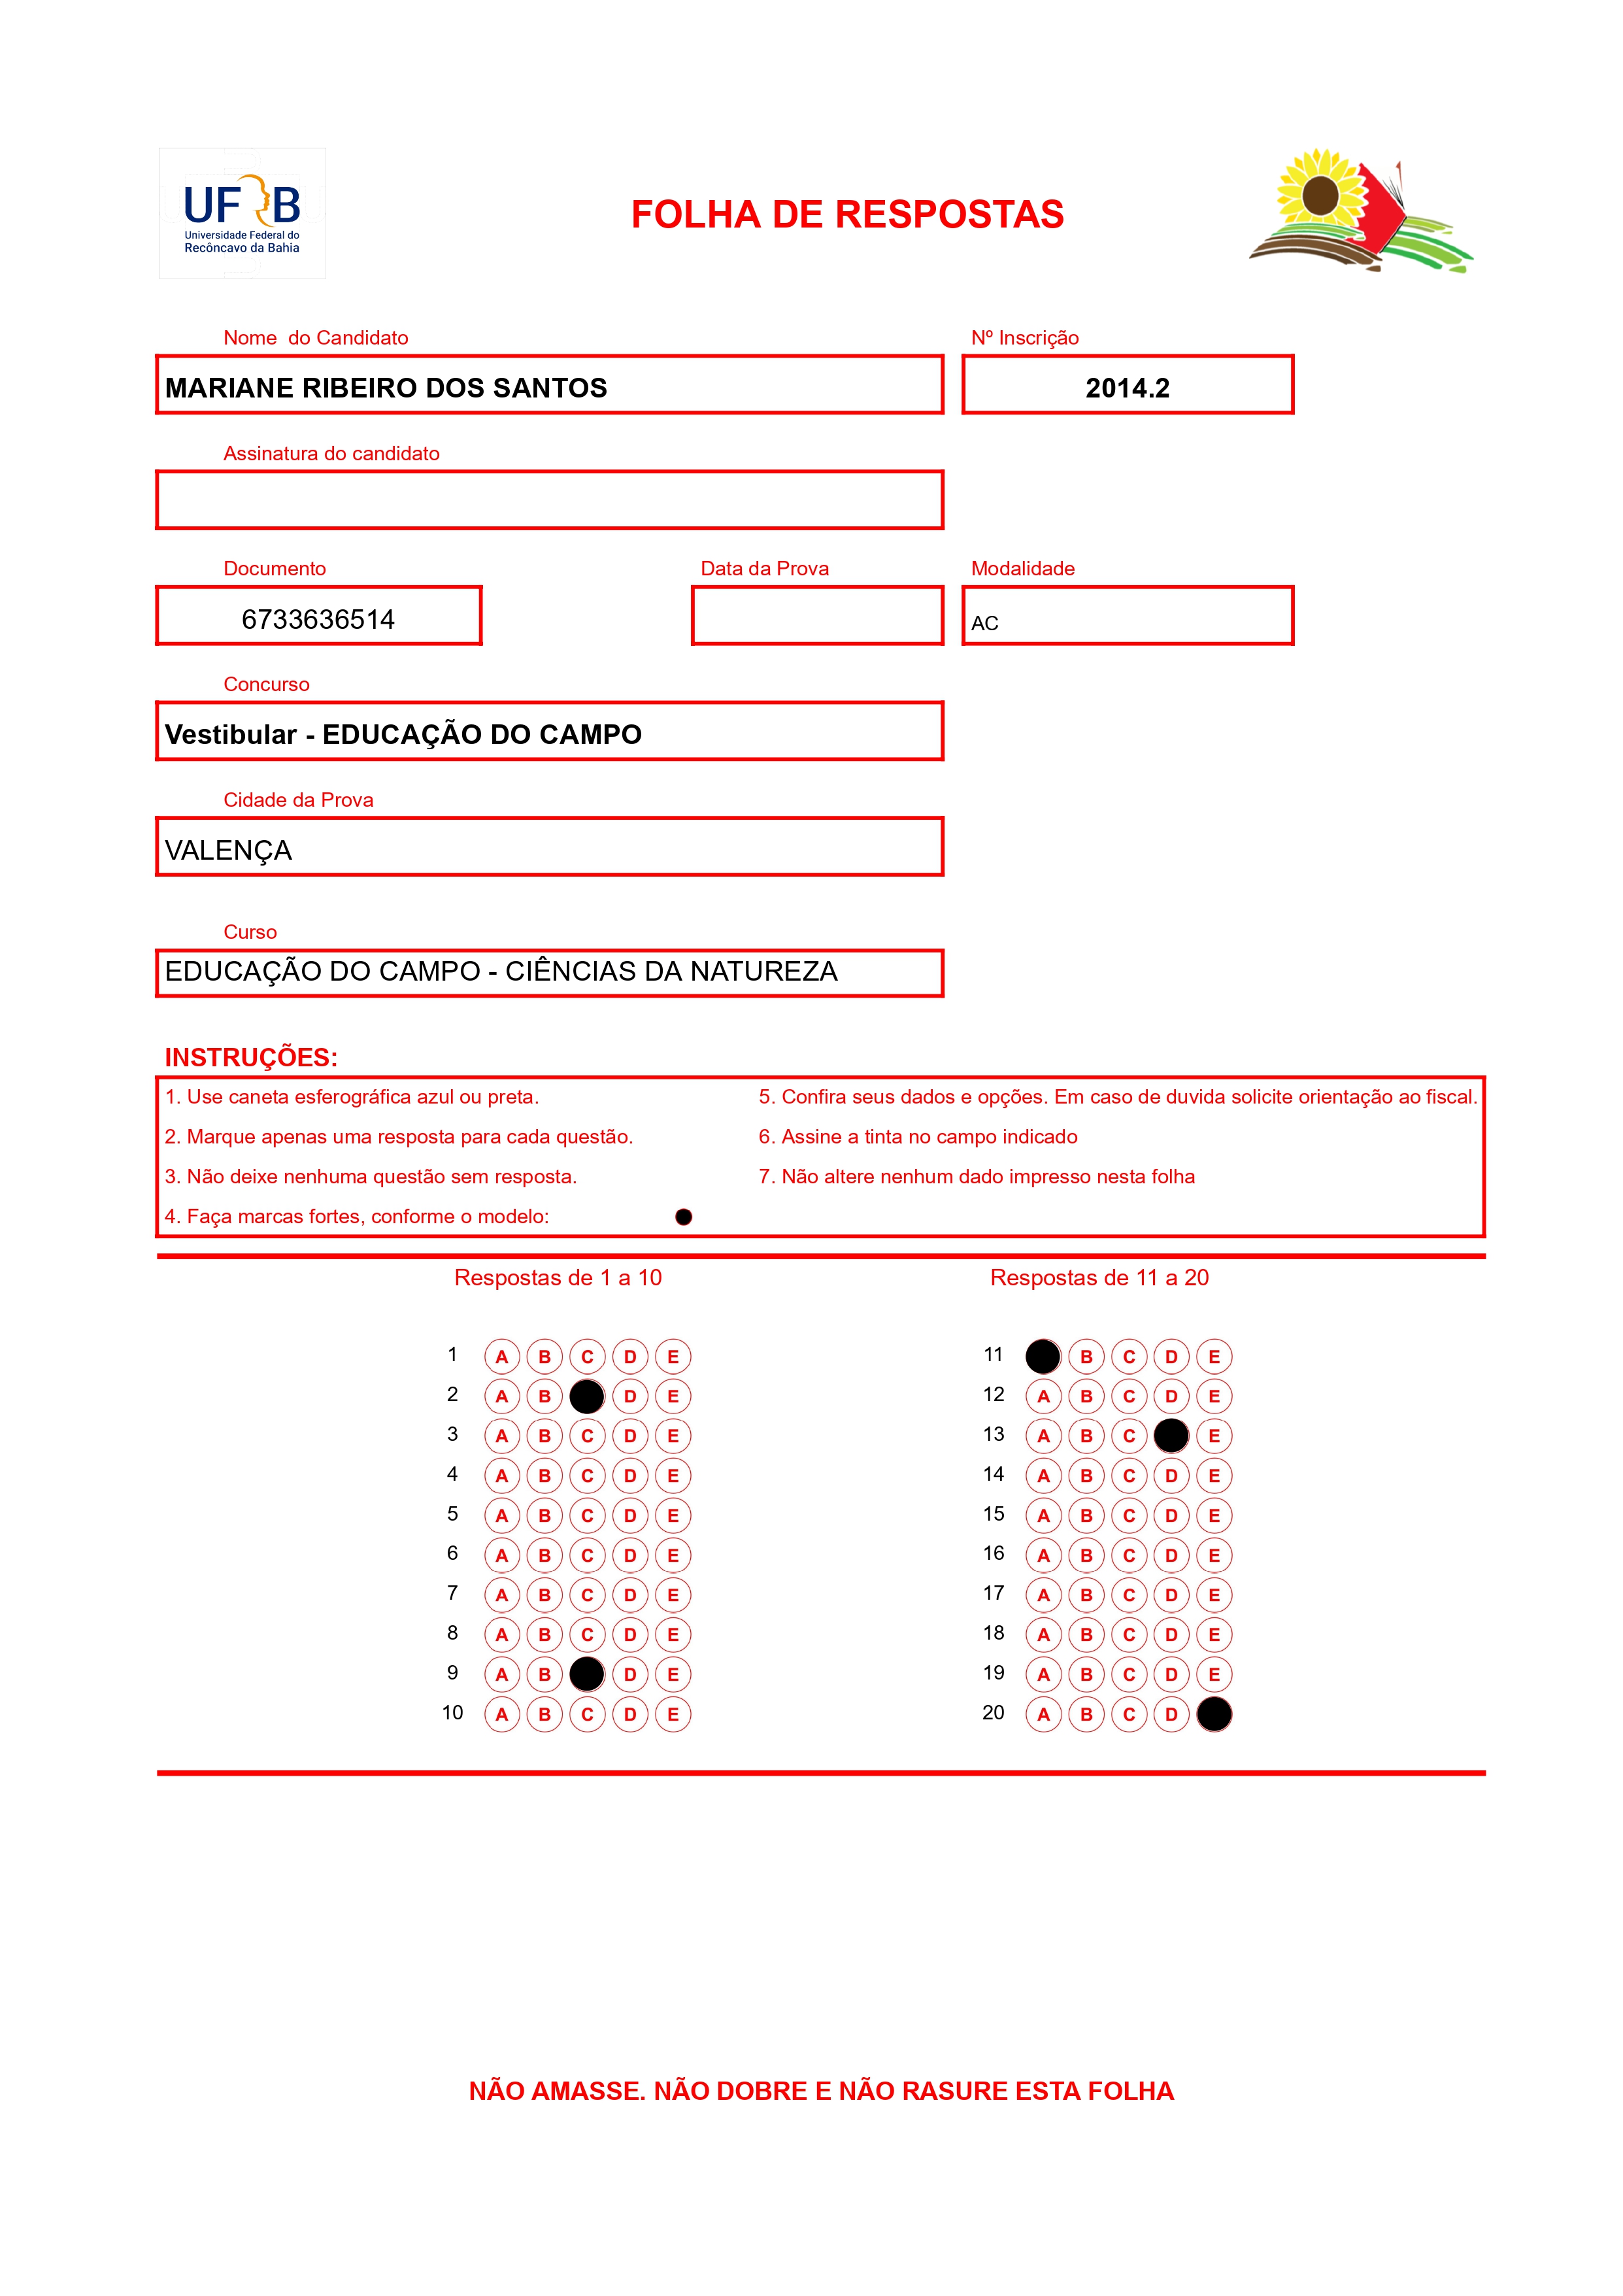 UFRB
Universidade Federal do
Recôncavo da Bahia
FOLHA DE RESPOSTAS
Nome do Candidato
Nº Inscrição
MARIANE RIBEIRO DOS SANTOS
2014.2
Assinatura do candidato
Documento
Data da Prova
Modalidade
6733636514
AC
Concurso
Vestibular - EDUCAÇÃO DO CAMPO
Cidade da Prova
VALENÇA
Curso
EDUCAÇÃO DO CAMPO - CIÊNCIAS DA NATUREZA
INSTRUÇÕES:
1. Use caneta esferográfica azul ou preta.
2. Marque apenas uma resposta para cada questão.
3. Não deixe nenhuma questão sem resposta.
4. Faça marcas fortes, conforme o modelo:
5. Confira seus dados e opções. Em caso de duvida solicite orientação ao fiscal.
6. Assine a tinta no campo indicado
7. Não altere nenhum dado impresso nesta folha
Respostas de 1 a 10
1 A B C D E
2 A B D E
3 A B C D E
4 A B C D E
5 A B C D E
6 A B C D E
7 A B C D E
8 A B C D E
9 A B D E
10 A B C D E
Respostas de 11 a 20
11 B C D E
12 A B C D E
13 A B C E
14 A B C D E
15 A B C D E
16 A B C D E
17 A B C D E
18 A B C D E
19 A B C D E
20 A B C D
NÃO AMASSE. NÃO DOBRE E NÃO RASURE ESTA FOLHA